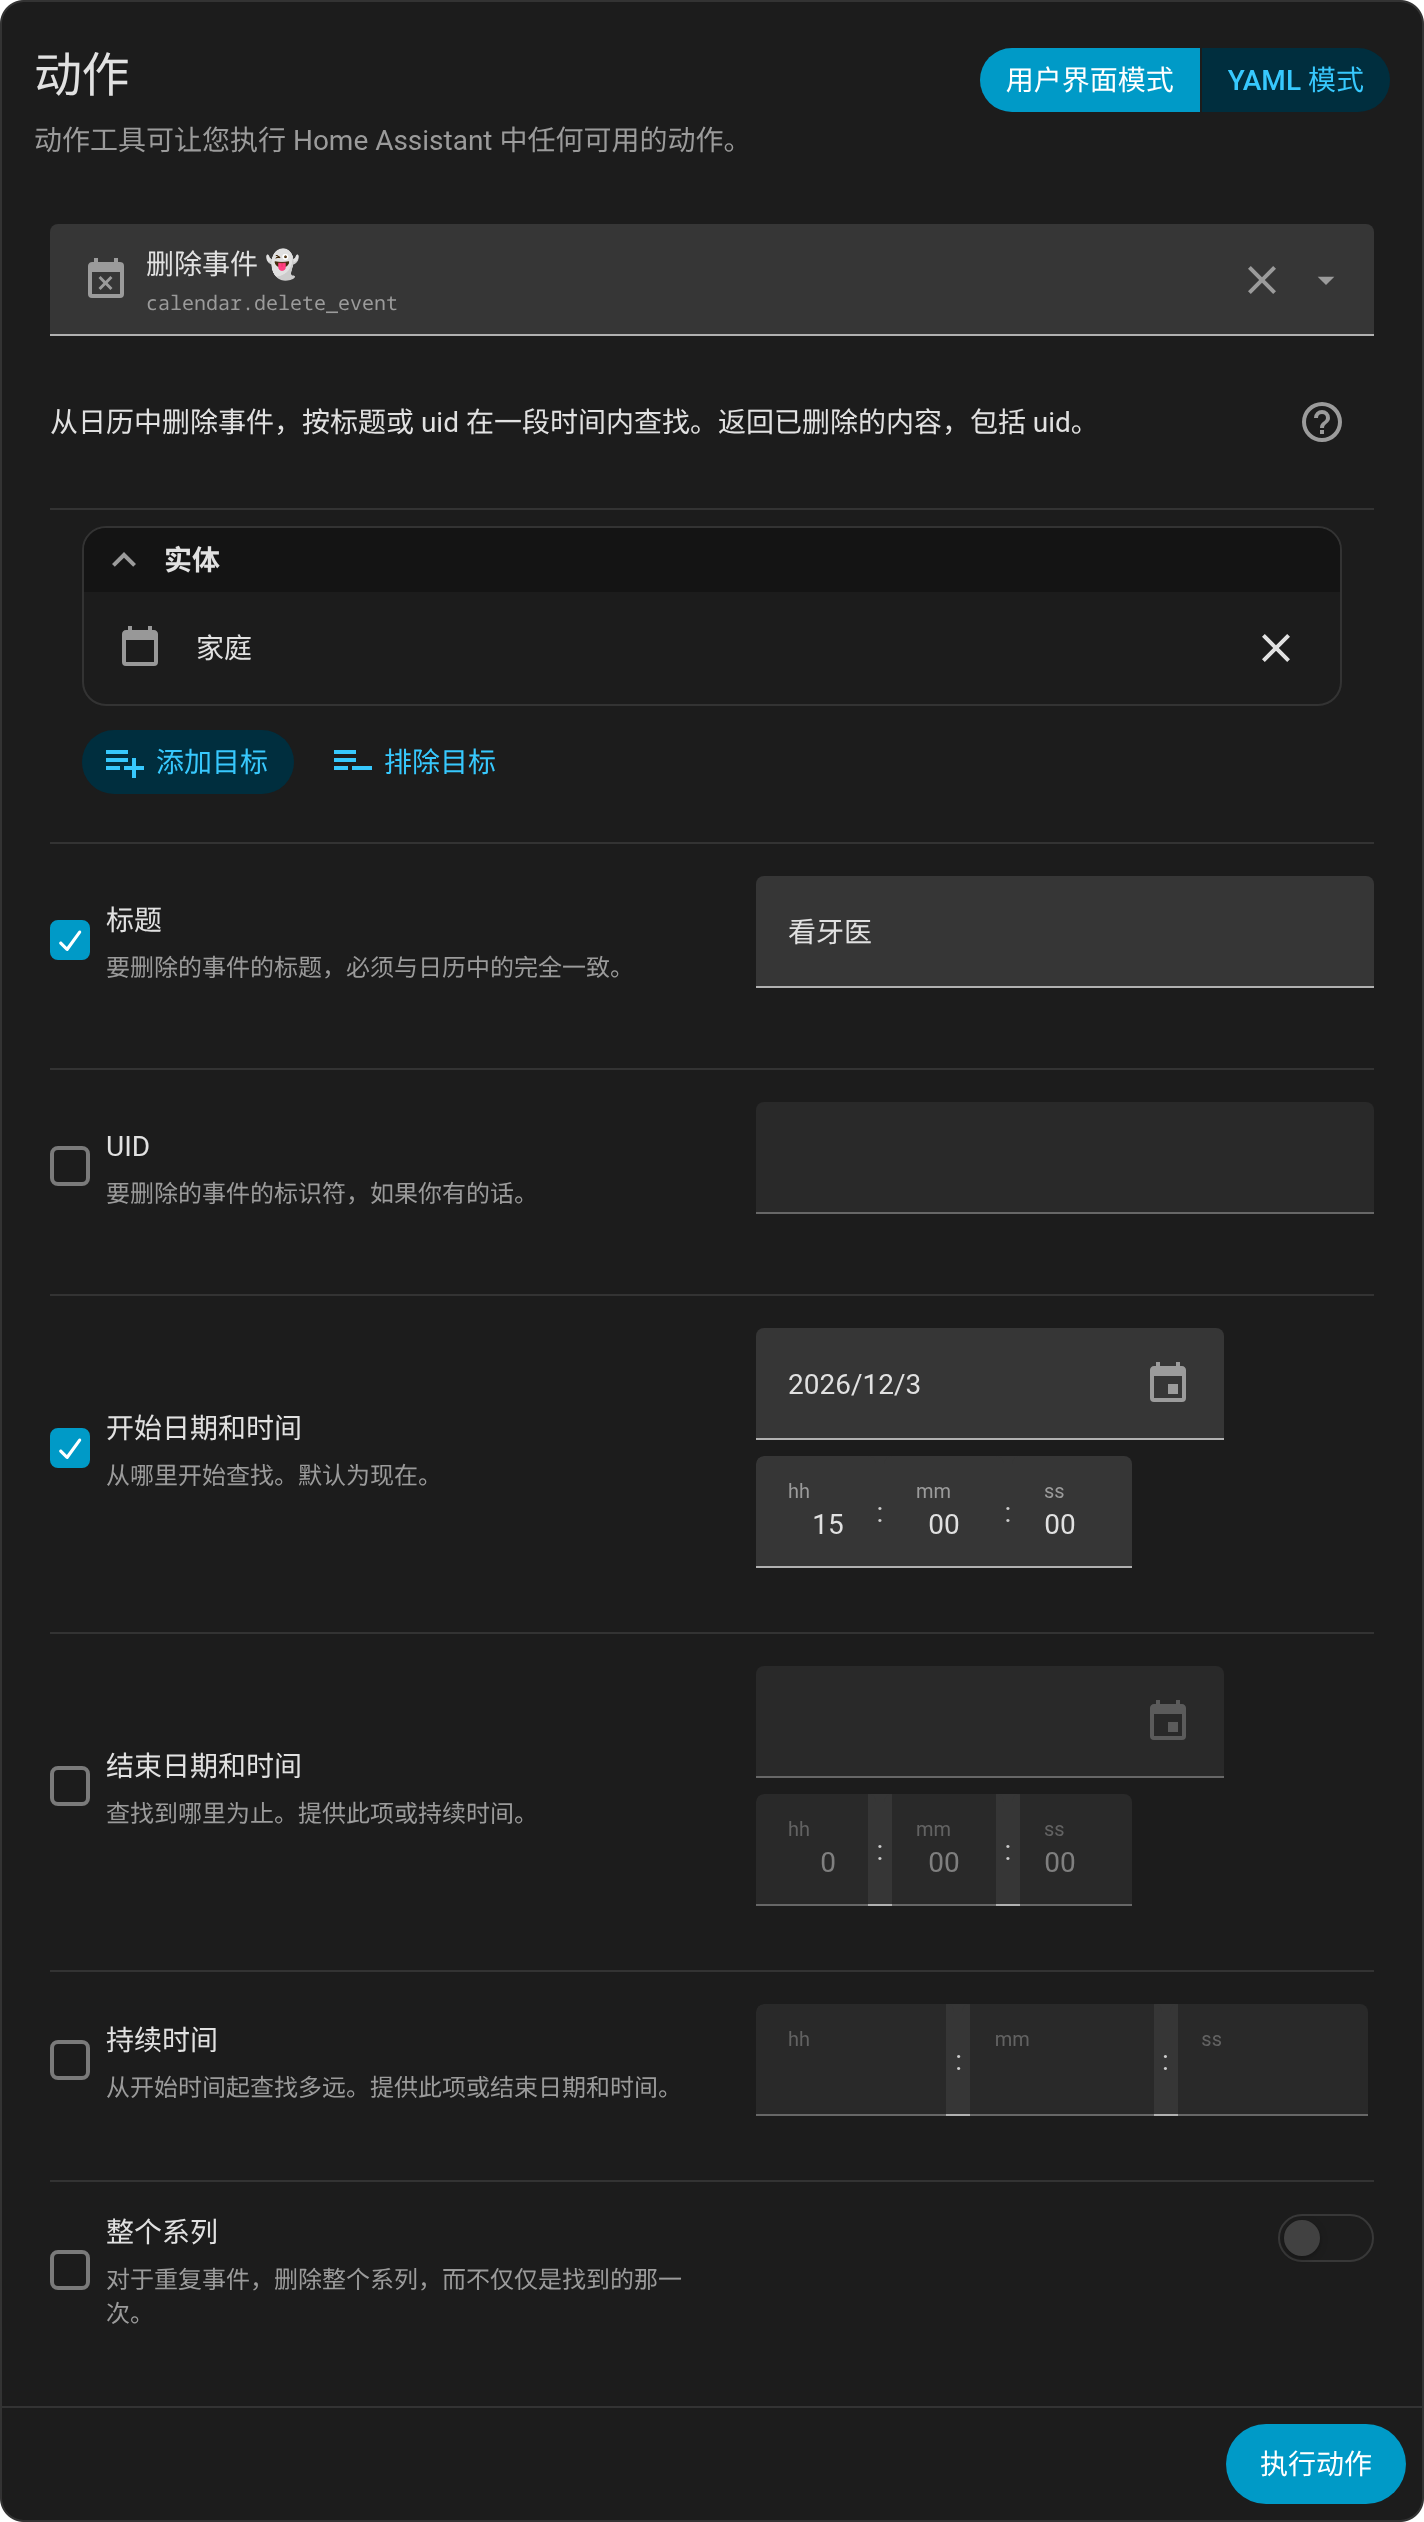 动作
用户界面模式
YAML 模式
动作工具可让您执行 Home Assistant 中任何可用的动作。
删除事件 👻
calendar.delete_event
从日历中删除事件，按标题或 uid 在一段时间内查找。返回已删除的内容，包括 uid。
实体
家庭
添加目标
排除目标
标题
要删除的事件的标题，必须与日历中的完全一致。
看牙医
UID
要删除的事件的标识符，如果你有的话。
开始日期和时间
从哪里开始查找。默认为现在。
2026/12/3
hh : mm : ss
15 00 00
结束日期和时间
查找到哪里为止。提供此项或持续时间。
hh : mm : ss
0 00 00
持续时间
从开始时间起查找多远。提供此项或结束日期和时间。
hh : mm : ss
整个系列
对于重复事件，删除整个系列，而不仅仅是找到的那一
次。
执行动作